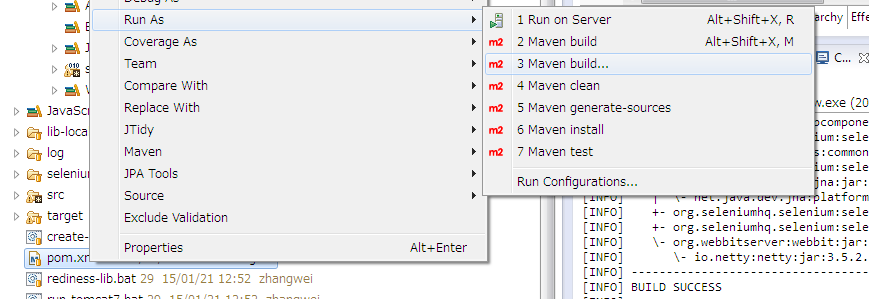 Debug As
Run As
Coverage As
Team
Compare With
Replace With
JTidy
Maven
JPA Tools
Source
Exclude Validation
Properties Alt+Enter
1 Run on Server Alt+Shift+X, R
m2 2 Maven build Alt+Shift+X, M
m2 3 Maven build...
m2 4 Maven clean
m2 5 Maven generate-sources
m2 6 Maven install
m2 7 Maven test
Run Configurations...
JavaScr
lib-loca
log
seleniu
src
target
create-
pom.xm
rediness-lib.bat 29 15/01/21 12:52 zhangwei
run-tomcat7.bat 28 15/01/21 12:52 zhangwei
archy Effe
C...
w.exe (20
pcompone
nium:sele
s:common
nium:sele
jna:jar:
[INFO] | \- net.java.dev.jna:platform
[INFO] +- org.seleniumhq.selenium:sele
[INFO] +- org.seleniumhq.selenium:sele
[INFO] \- org.webbitserver:webbit:jar:
[INFO] \- io.netty:netty:jar:3.5.2.
[INFO] ------------------------------
[INFO] BUILD SUCCESS